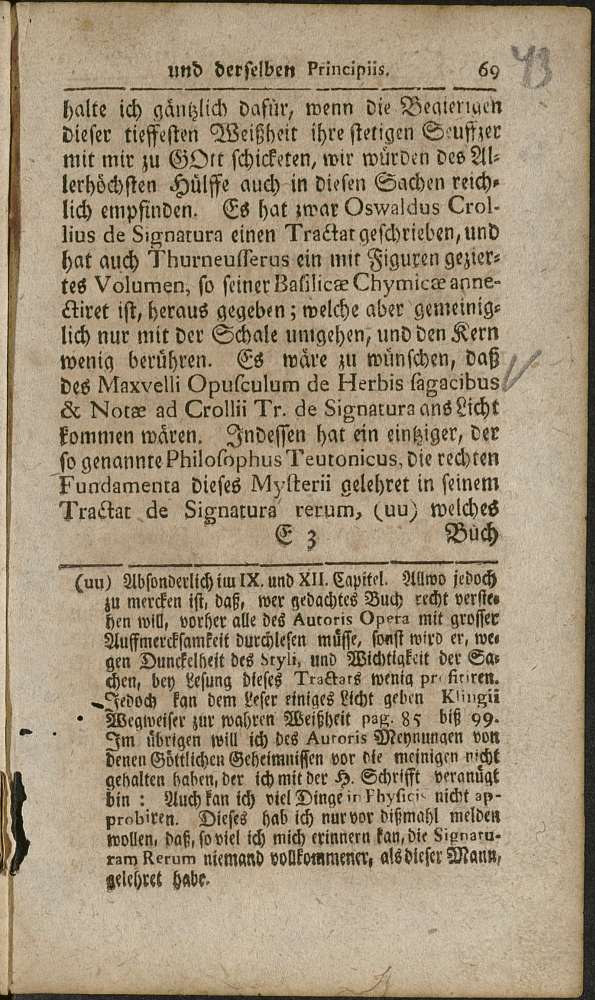 und derselben Principiis. 69
43
halte ich gäntzlich dafür, wenn die Begierigen
dieser tieffesten Weißheit ihre stetigen Seufftzer
mit mir zu GOtt schicketen, wir würden des Al-
lerhöchsten Hülffe auch in diesen Sachen reich-
lich empfinden. Es hat zwar Oswaldus Crol-
lius de Signatura einen Tractat geschrieben, und
hat auch Thurneusserus ein mit Figuren gezier-
tes Volumen, so seiner Basilicæ Chymicæ anne-
ctiret ist, heraus gegeben; welche aber gemeinig-
lich nur mit der Schale umgehen, und den Kern
wenig berühren. Es wäre zu wünschen, daß
des Maxvelli Opusculum de Herbis sagacibus
& Notæ ad Crollii Tr. de Signatura ans Licht
kommen wären. Indessen hat ein eintziger, der
so genannte Philosophus Teutonicus, die rechten
Fundamenta dieses Mysterii gelehret in seinem
Tractat de Signatura rerum, (uu) welches
E 3 Buch
(uu) Absonderlich im IX. und XII. Capitel. Allwo jedoch
zu mercken ist, daß, wer gedachtes Buch recht verste-
hen will, vorher alle des Autoris Opera mit grosser
Auffmercksamkeit durchlesen müsse, sonst wird er, we-
gen Dunckelheit des Styli, und Wichtigkeit der Sa-
chen, bey Lesung dieses Tractats wenig profitiren.
Jedoch kan dem Leser einiges Licht geben Klingii
Wegweiser zur wahren Weißheit pag. 85 biß 99.
Im übrigen will ich des Autoris Meynungen von
denen Göttlichen Geheimnissen vor die meinigen nicht
gehalten haben, der ich mit der H. Schrifft veranügt
bin : Auch kan ich viel Dinge in Physicis nicht ap-
probiren. Dieses hab ich nur vor dißmahl melden
wollen, daß, so viel ich mich erinnern kan, die Signatu-
ram Rerum niemand vollkommener, als dieser Mann,
gelehret habe.